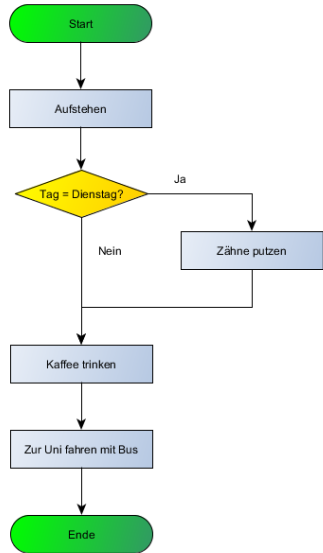 Start
Aufstehen
Tag = Dienstag?
Ja
Nein
Zähne putzen
Kaffee trinken
Zur Uni fahren mit Bus
Ende